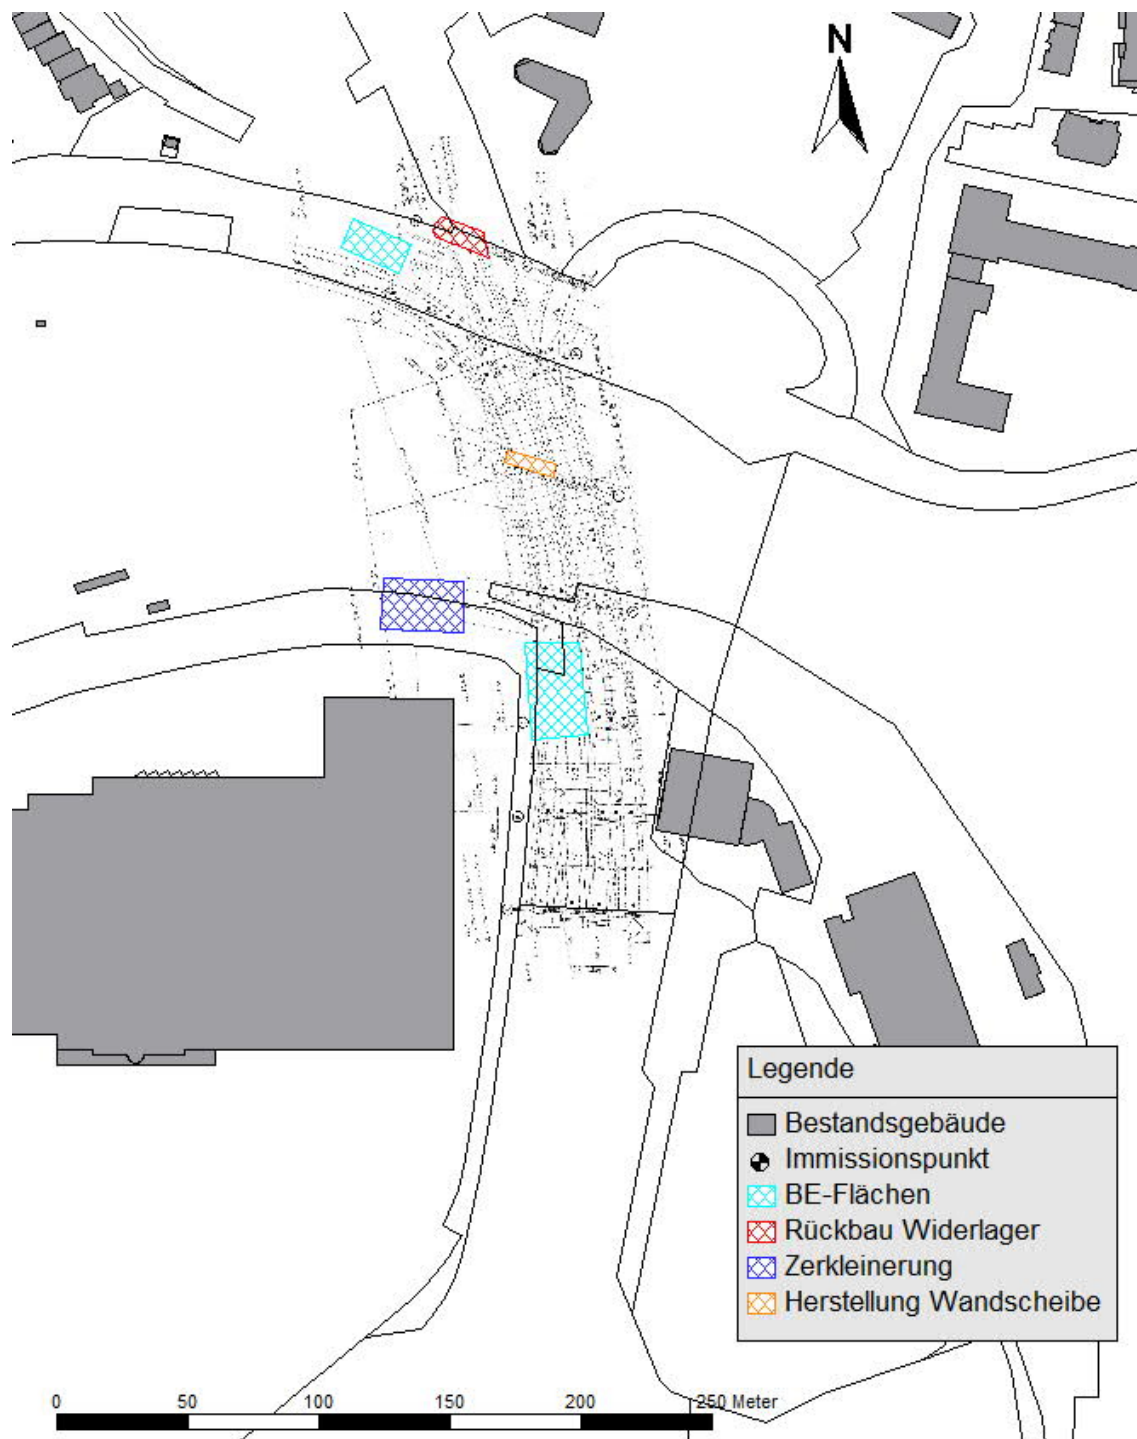 N
Legende
Bestandsgebäude
Immissionspunkt
BE-Flächen
Rückbau Widerlager
Zerkleinerung
Herstellung Wandscheibe
0 50 100 150 200 250 Meter